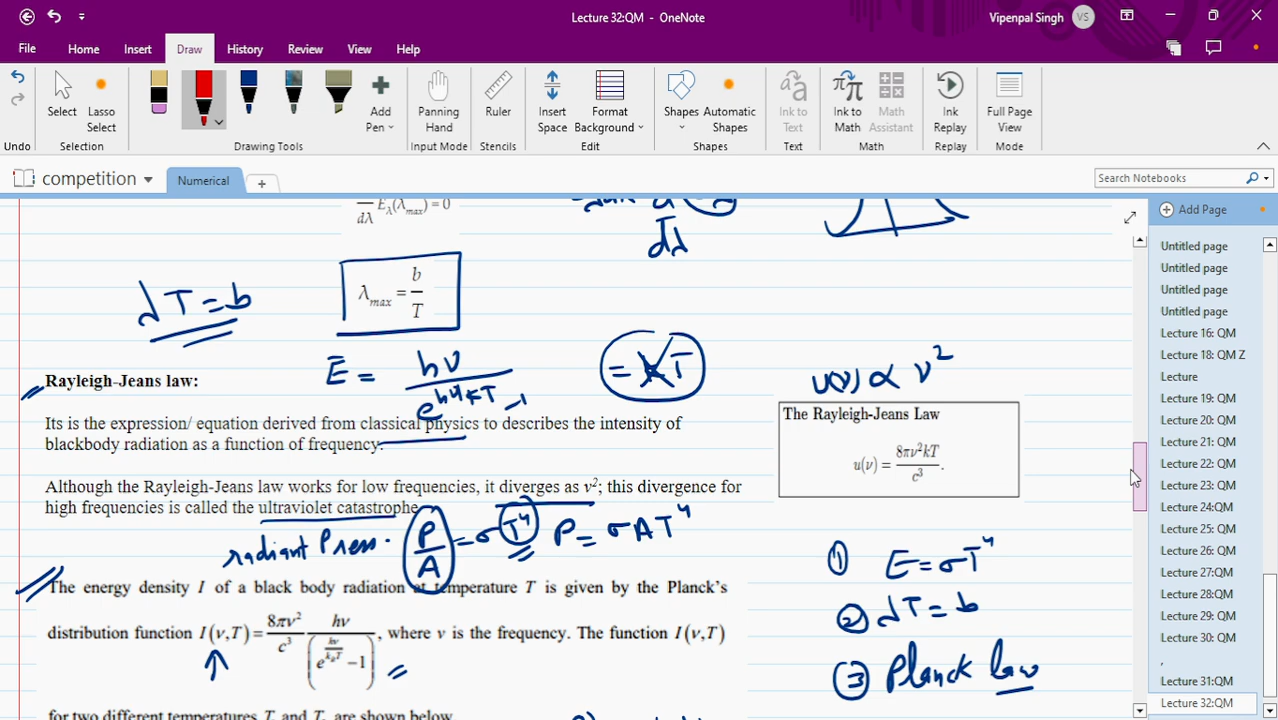 Lecture 32:QM - OneNote
Vipenpal Singh VS
File Home Insert Draw History Review View Help
Select Lasso Select Add Pen Panning Hand Ruler Insert Space Format Background Shapes Automatic Shapes Ink to Text Ink to Math Math Assistant Ink Replay Full Page View
Undo Selection Drawing Tools Input Mode Stencils Edit Shapes Text Math Replay Mode
competition Numerical
Search Notebooks
Add Page
Untitled page
Untitled page
Untitled page
Untitled page
Lecture 16: QM
Lecture 18: QM Z
Lecture
Lecture 19: QM
Lecture 20: QM
Lecture 21: QM
Lecture 22: QM
Lecture 23: QM
Lecture 24:QM
Lecture 25: QM
Lecture 26: QM
Lecture 27:QM
Lecture 28:QM
Lecture 29: QM
Lecture 30: QM
,
Lecture 31:QM
Lecture 32:QM
dλ E_λ(λ_max) = 0
dλ
λT = b
λ_max = b/T
Ē = hν/(e^{hν/kT} - 1)
= kT
u(ν) ∝ ν²
Rayleigh-Jeans law:
Its is the expression/ equation derived from classical physics to describes the intensity of
blackbody radiation as a function of frequency.
The Rayleigh-Jeans Law
u(ν) = 8πν²kT/c³.
Although the Rayleigh-Jeans law works for low frequencies, it diverges as ν²; this divergence for
high frequencies is called the ultraviolet catastrophe.
radiant Press. P/A = σT⁴ P = σAT⁴
① E = σT⁴
② λT = b
③ Planck law
The energy density I of a black body radiation at temperature T is given by the Planck's
distribution function I(ν,T) = 8πν²/c³ hν/(e^{hν/k_BT} − 1), where ν is the frequency. The function I(ν,T)
for two different temperatures T and T are shown below